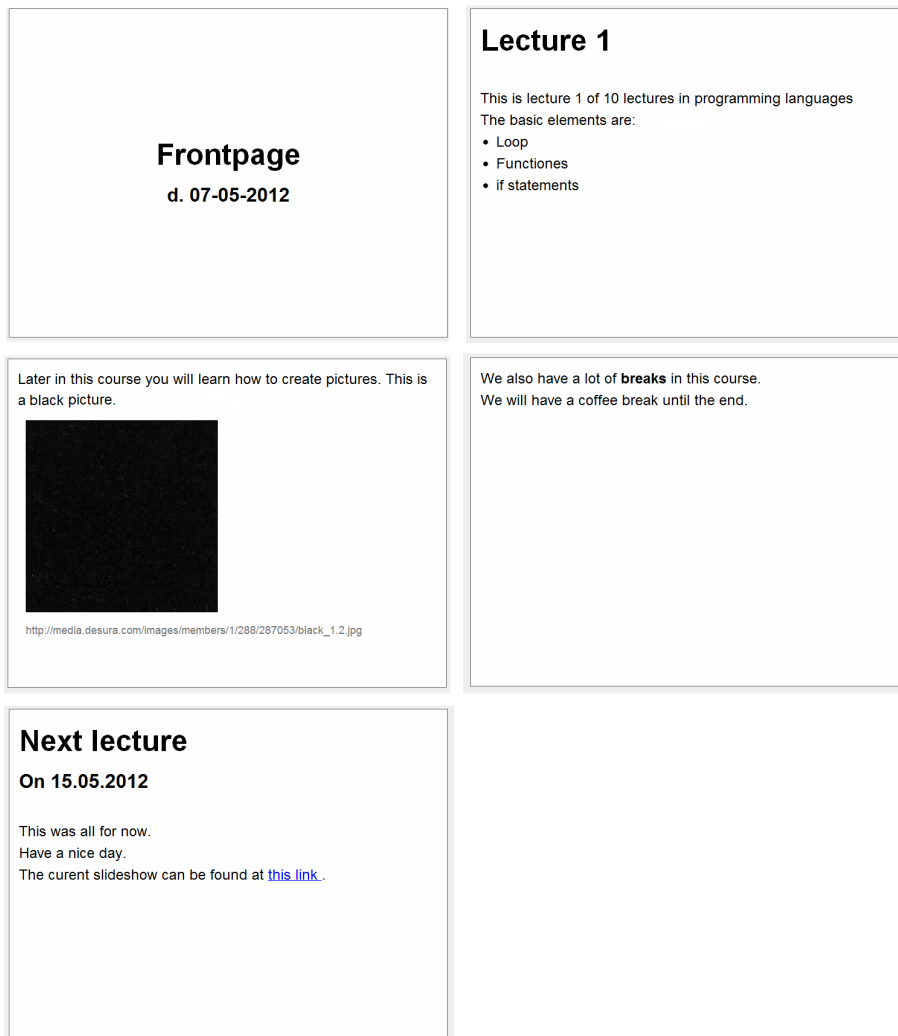 Frontpage
d. 07-05-2012
Lecture 1
This is lecture 1 of 10 lectures in programming languages
The basic elements are:
• Loop
• Functiones
• if statements
Later in this course you will learn how to create pictures. This is
a black picture.
http://media.desura.com/images/members/1/288/287053/black_1.2.jpg
We also have a lot of breaks in this course.
We will have a coffee break until the end.
Next lecture
On 15.05.2012
This was all for now.
Have a nice day.
The curent slideshow can be found at this link .